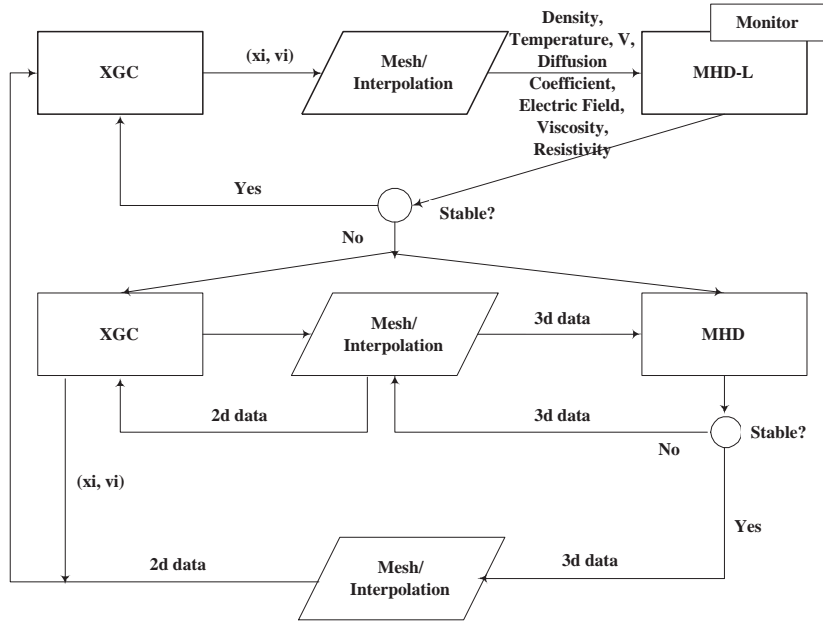 Monitor
XGC
(xi, vi)
Mesh/
Interpolation
Density,
Temperature, V,
Diffusion
Coefficient,
Electric Field,
Viscosity,
Resistivity
MHD-L
Yes
Stable?
No
XGC
Mesh/
Interpolation
3d data
MHD
2d data
3d data
No
Stable?
(xi, vi)
Yes
2d data
Mesh/
Interpolation
3d data